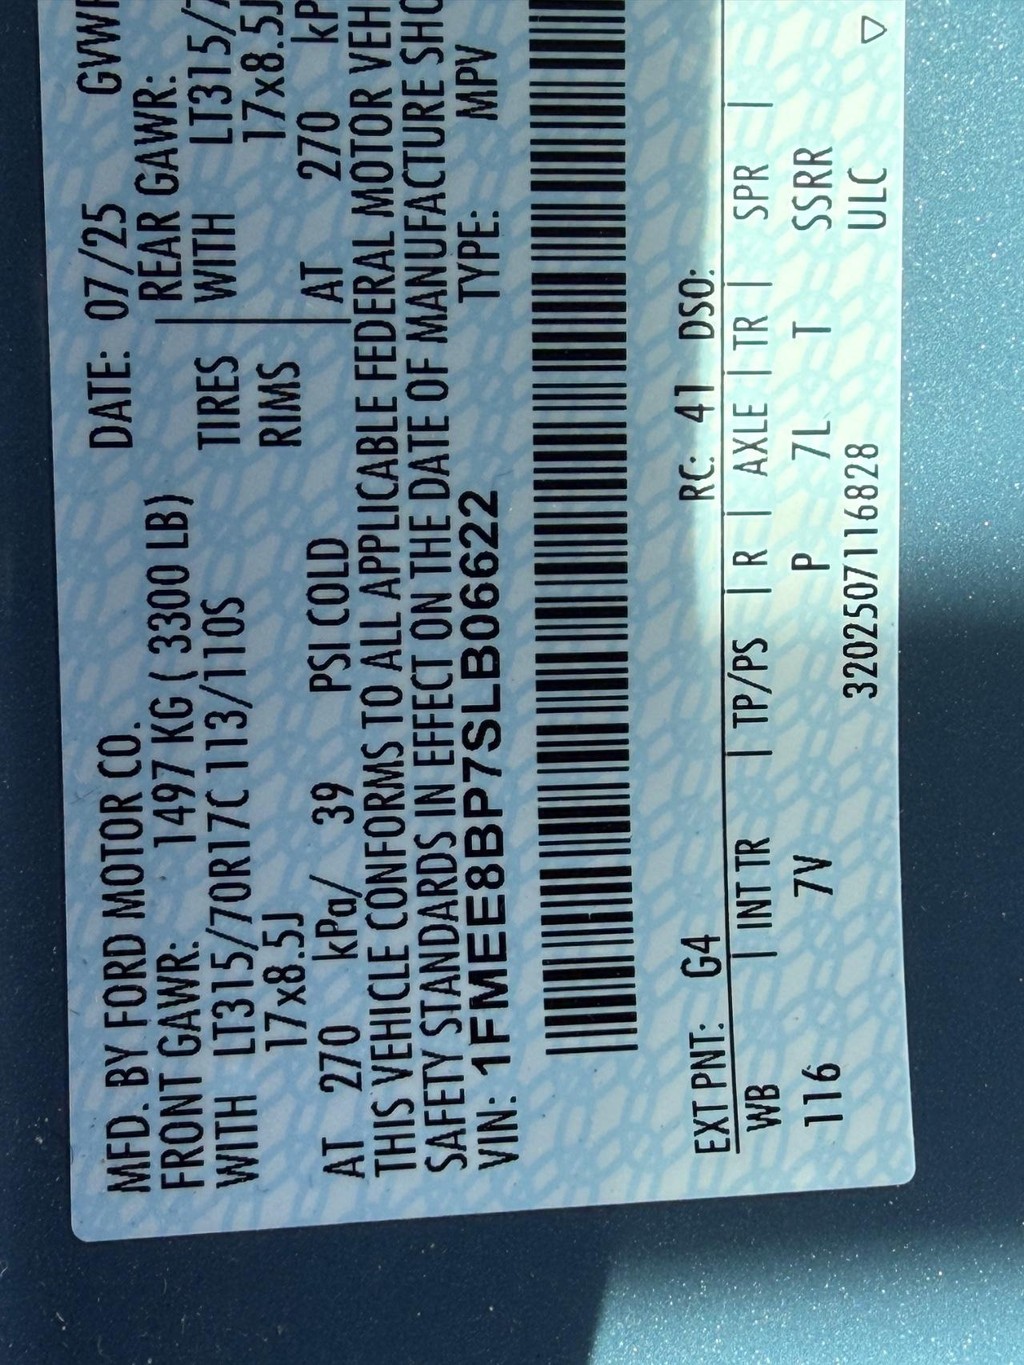 MFD. BY FORD MOTOR CO.
DATE: 07/25 GVWR
FRONT GAWR: 1497 KG ( 3300 LB)
REAR GAWR:
WITH LT315/70R17C 113/110S TIRES WITH LT315/7
17x8.5J RIMS 17x8.5J
AT 270 kPa/ 39 PSI COLD AT 270 kP
THIS VEHICLE CONFORMS TO ALL APPLICABLE FEDERAL MOTOR VEH
SAFETY STANDARDS IN EFFECT ON THE DATE OF MANUFACTURE SHO
VIN: 1FMEE8BP7SLB06622 TYPE: MPV
EXT PNT: G4 RC: 41 DSO:
WB | INT TR | TP/PS | R | AXLE | TR | SPR |
116 7V P 7L T SSRR
3202507116828 ULC ▽